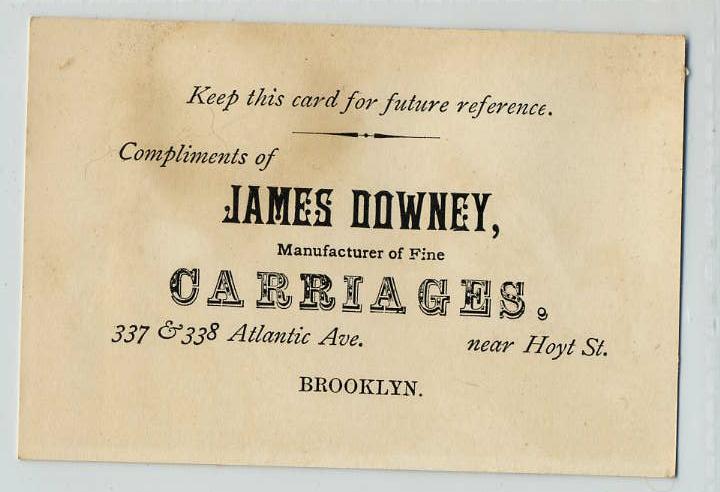 Keep this card for future reference.
Compliments of
JAMES DOWNEY,
Manufacturer of Fine
CARRIAGES.
337 & 338 Atlantic Ave. near Hoyt St.
BROOKLYN.